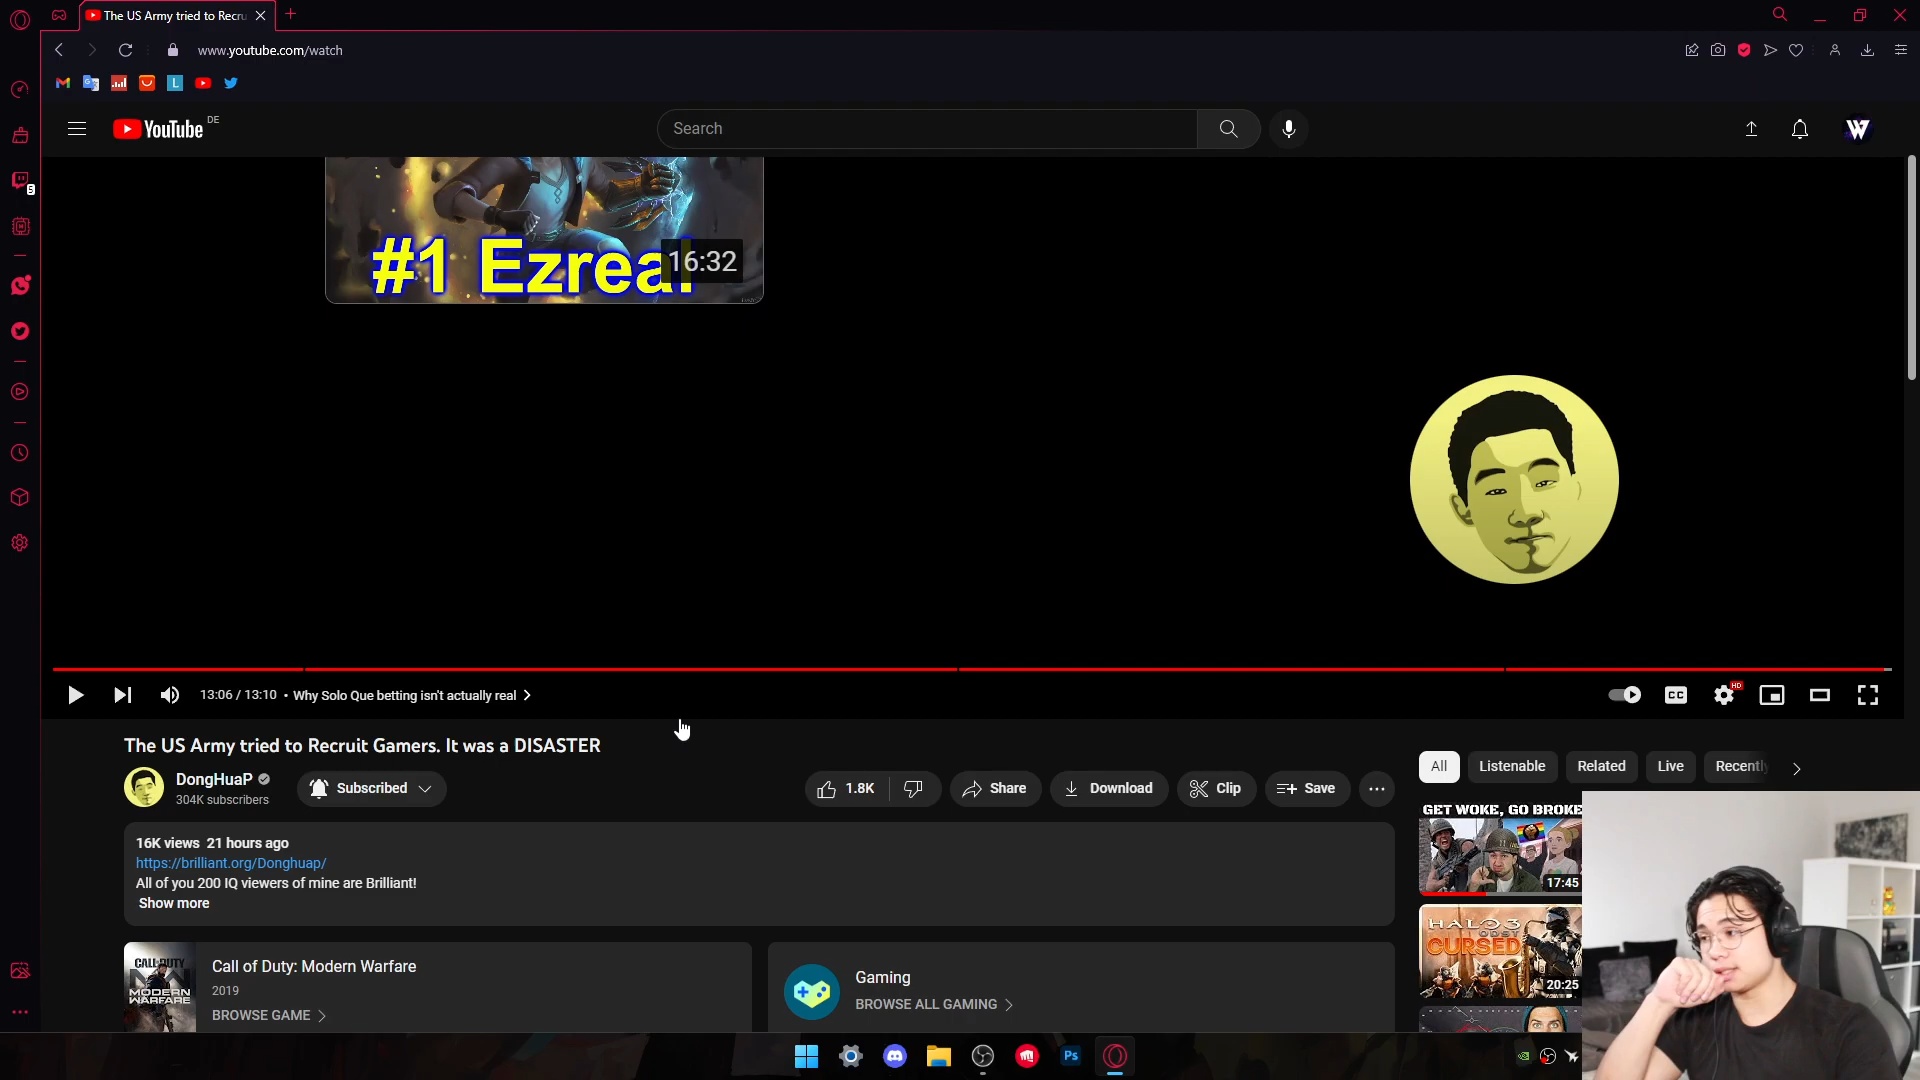 The US Army tried to Recru
www.youtube.com/watch
L
YouTube DE
Search
#1 Ezreal
16:32
13:06 / 13:10 • Why Solo Que betting isn't actually real
HD
CC
The US Army tried to Recruit Gamers. It was a DISASTER
DongHuaP
304K subscribers
Subscribed
1.8K
Share
Download
Clip
Save
All
Listenable
Related
Live
Recently
16K views 21 hours ago
https://brilliant.org/Donghuap/
All of you 200 IQ viewers of mine are Brilliant!
Show more
GET WOKE, GO BROKE
17:45
HALO 3
ODST
CURSED
20:25
CALL OF DUTY
MODERN
WARFARE
Call of Duty: Modern Warfare
2019
BROWSE GAME
Gaming
BROWSE ALL GAMING
5
Ps